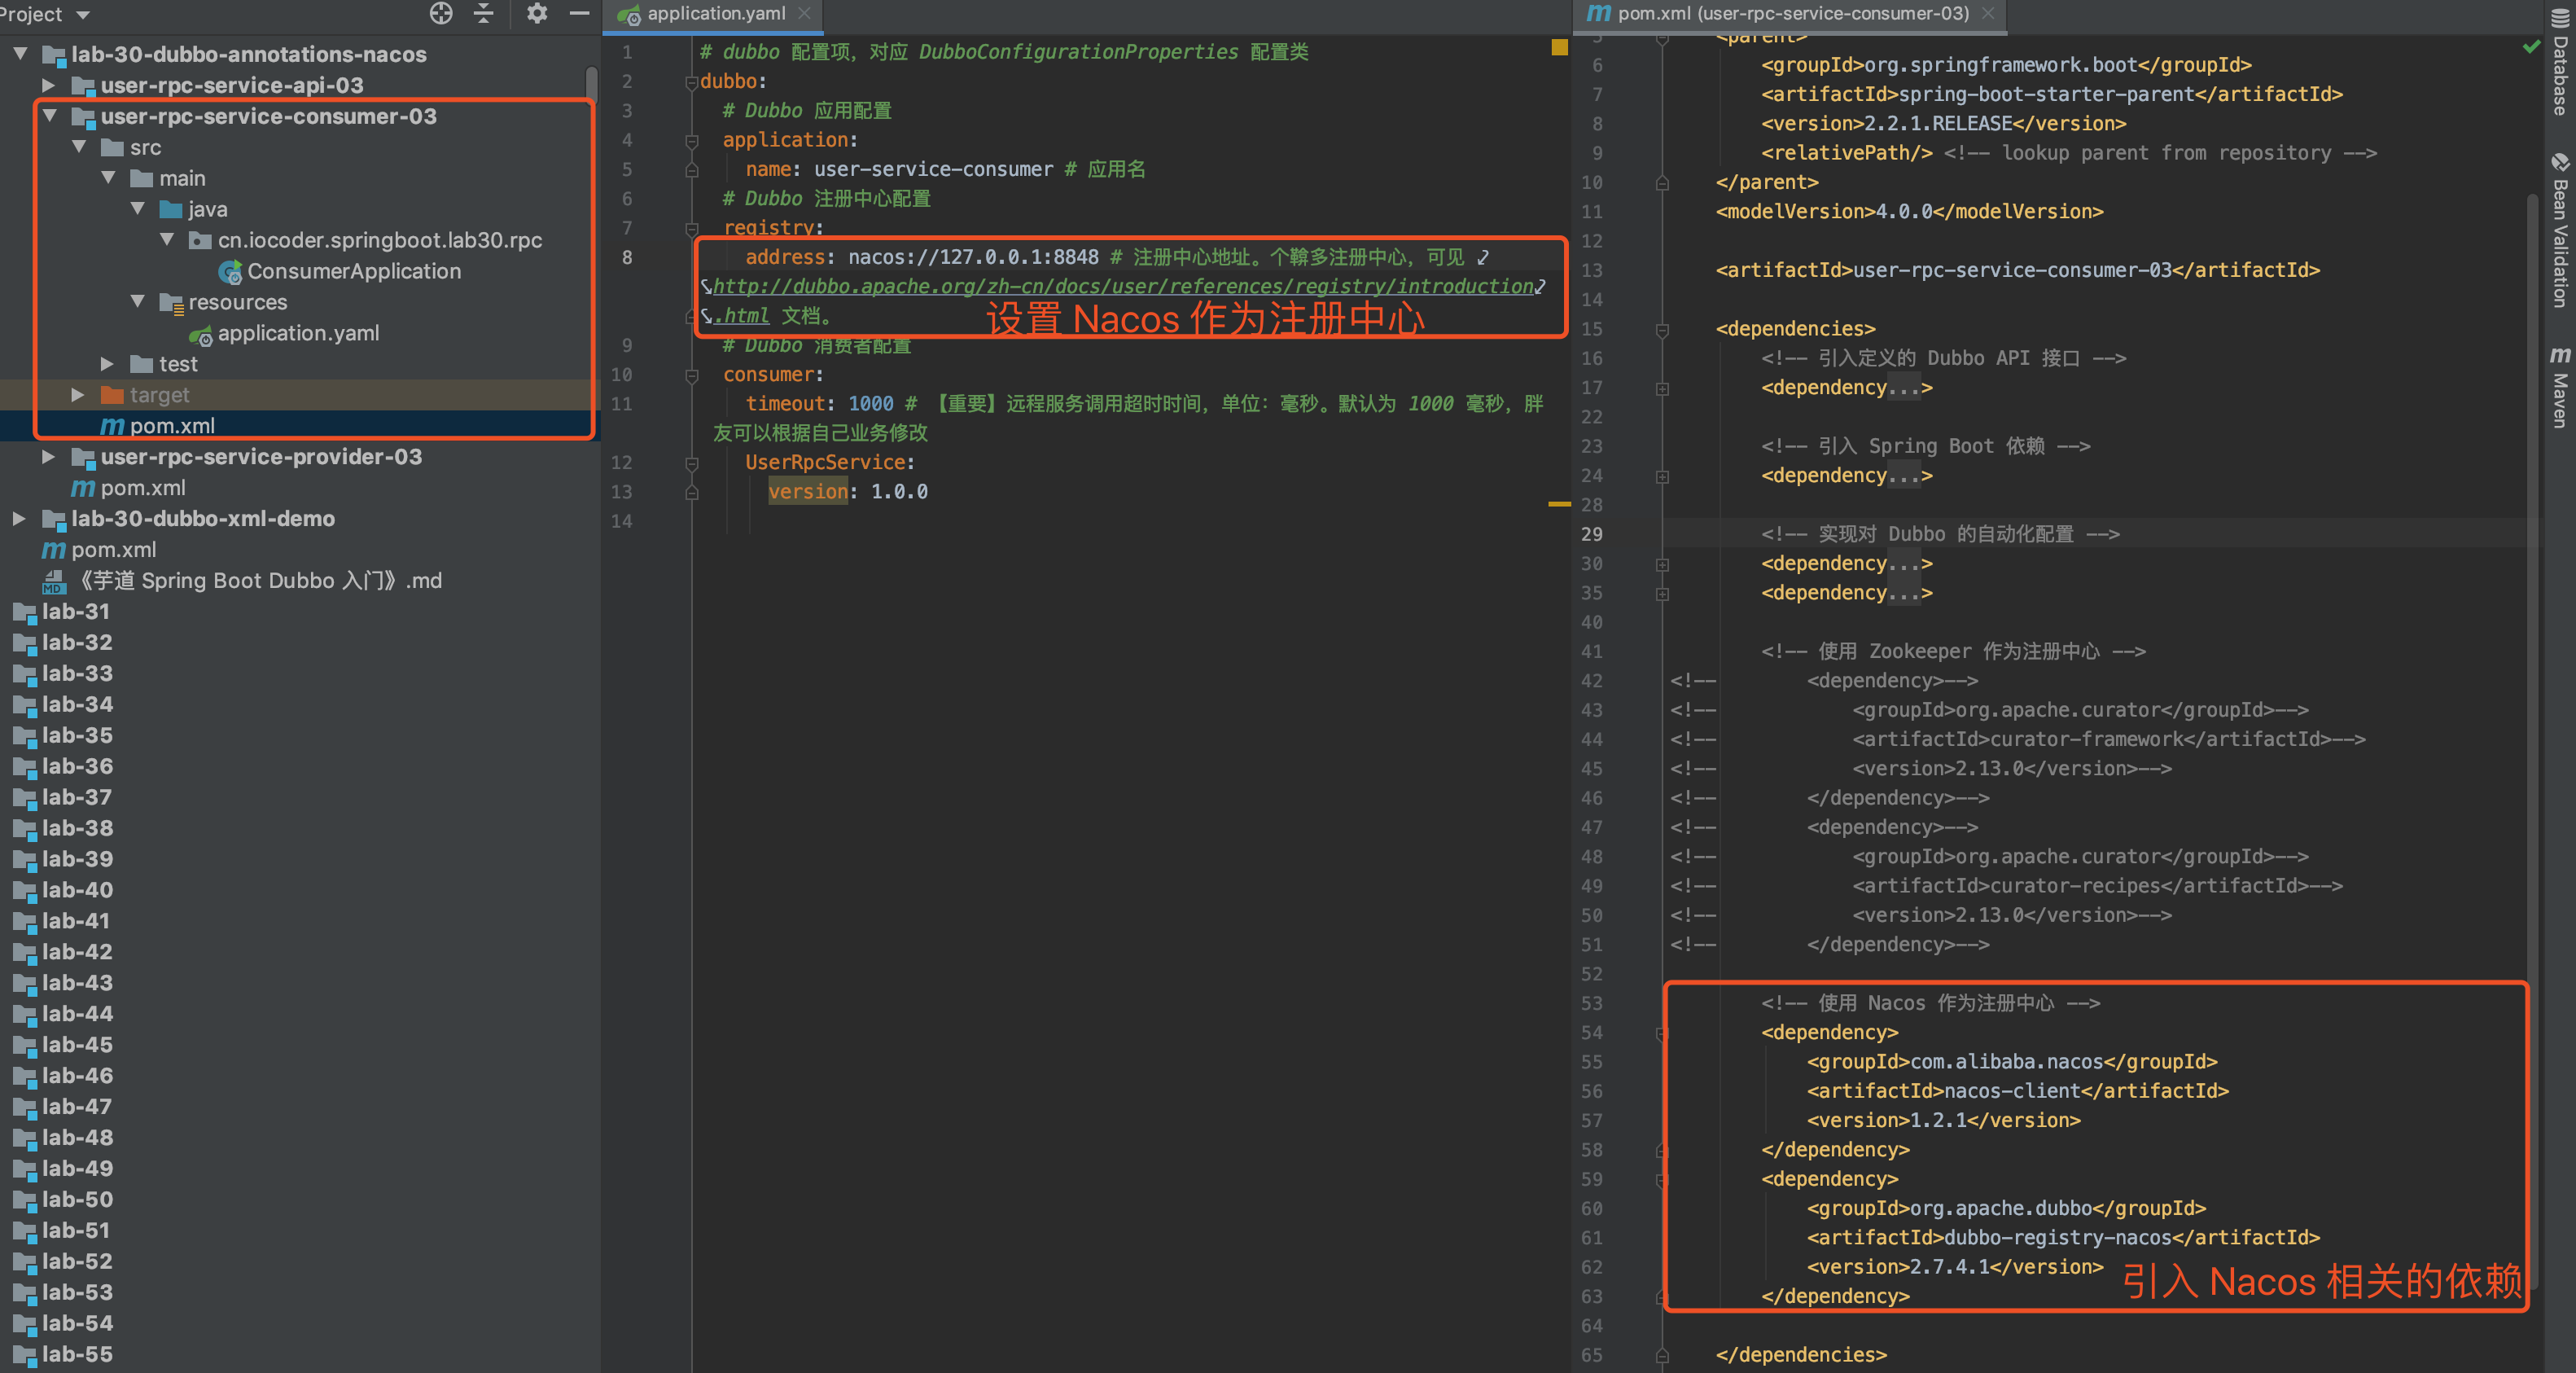 Project
lab-30-dubbo-annotations-nacos
user-rpc-service-api-03
user-rpc-service-consumer-03
src
main
java
cn.iocoder.springboot.lab30.rpc
ConsumerApplication
resources
application.yaml
test
target
pom.xml
user-rpc-service-provider-03
pom.xml
lab-30-dubbo-xml-demo
pom.xml
《芋道 Spring Boot Dubbo 入门》.md
lab-31
lab-32
lab-33
lab-34
lab-35
lab-36
lab-37
lab-38
lab-39
lab-40
lab-41
lab-42
lab-43
lab-44
lab-45
lab-46
lab-47
lab-48
lab-49
lab-50
lab-51
lab-52
lab-53
lab-54
lab-55
application.yaml
1 # dubbo 配置项，对应 DubboConfigurationProperties 配置类
2 dubbo:
3 # Dubbo 应用配置
4 application:
5 name: user-service-consumer # 应用名
6 # Dubbo 注册中心配置
7 registry:
8 address: nacos://127.0.0.1:8848 # 注册中心地址。个鞥多注册中心，可见
http://dubbo.apache.org/zh-cn/docs/user/references/registry/introduction
.html 文档。
设置 Nacos 作为注册中心
9 # Dubbo 消费者配置
10 consumer:
11 timeout: 1000 # 【重要】远程服务调用超时时间，单位：毫秒。默认为 1000 毫秒，胖
友可以根据自己业务修改
12 UserRpcService:
13 version: 1.0.0
14
pom.xml (user-rpc-service-consumer-03)
5 <parent>
6 <groupId>org.springframework.boot</groupId>
7 <artifactId>spring-boot-starter-parent</artifactId>
8 <version>2.2.1.RELEASE</version>
9 <relativePath/> <!-- lookup parent from repository -->
10 </parent>
11 <modelVersion>4.0.0</modelVersion>
12
13 <artifactId>user-rpc-service-consumer-03</artifactId>
14
15 <dependencies>
16 <!-- 引入定义的 Dubbo API 接口 -->
17 <dependency...>
22
23 <!-- 引入 Spring Boot 依赖 -->
24 <dependency...>
28
29 <!-- 实现对 Dubbo 的自动化配置 -->
30 <dependency...>
35 <dependency...>
40
41 <!-- 使用 Zookeeper 作为注册中心 -->
42 <!-- <dependency>-->
43 <!-- <groupId>org.apache.curator</groupId>-->
44 <!-- <artifactId>curator-framework</artifactId>-->
45 <!-- <version>2.13.0</version>-->
46 <!-- </dependency>-->
47 <!-- <dependency>-->
48 <!-- <groupId>org.apache.curator</groupId>-->
49 <!-- <artifactId>curator-recipes</artifactId>-->
50 <!-- <version>2.13.0</version>-->
51 <!-- </dependency>-->
52
53 <!-- 使用 Nacos 作为注册中心 -->
54 <dependency>
55 <groupId>com.alibaba.nacos</groupId>
56 <artifactId>nacos-client</artifactId>
57 <version>1.2.1</version>
58 </dependency>
59 <dependency>
60 <groupId>org.apache.dubbo</groupId>
61 <artifactId>dubbo-registry-nacos</artifactId>
62 <version>2.7.4.1</version>
引入 Nacos 相关的依赖
63 </dependency>
64
65 </dependencies>
Database
Bean Validation
Maven